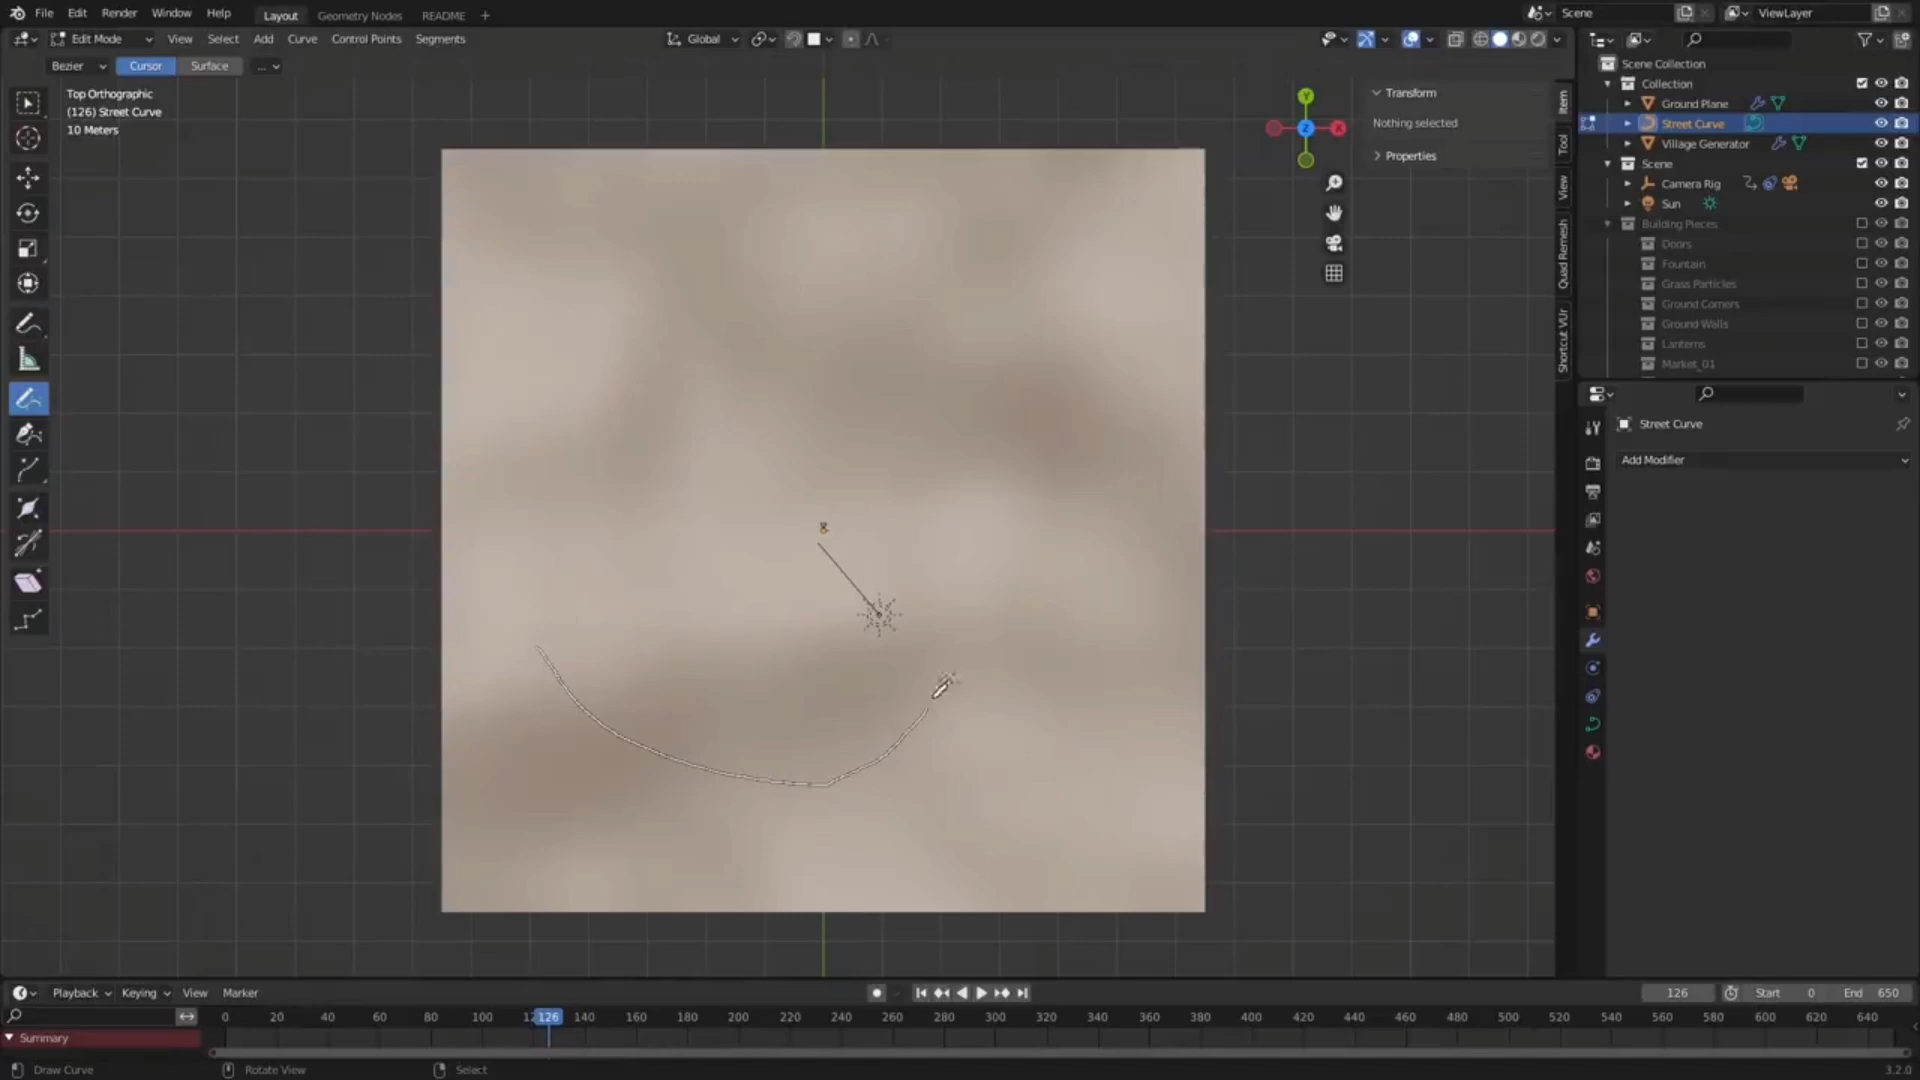 File Edit Render Window Help Layout Geometry Nodes README + Scene ViewLayer
Edit Mode View Select Add Curve Control Points Segments Global
Bezier Cursor Surface ...
Top Orthographic
(126) Street Curve
10 Meters
Y
Z
X
Transform
Nothing selected
Properties
Item
Tool
View
Quad Remesh
Shortcut VUr
Scene Collection
Collection
Ground Plane
Street Curve
Village Generator
Scene
Camera Rig
Sun
Building Pieces
Doors
Fountain
Grass Particles
Ground Corners
Ground Walls
Lanterns
Market_01
Street Curve
Add Modifier
Playback Keying View Marker 126 Start 0 End 650
0 20 40 60 80 100 126 140 160 180 200 220 240 260 280 300 320 340 360 380 400 420 440 460 480 500 520 540 560 580 600 620 640
Summary
Draw Curve Rotate View Select 3.2.0